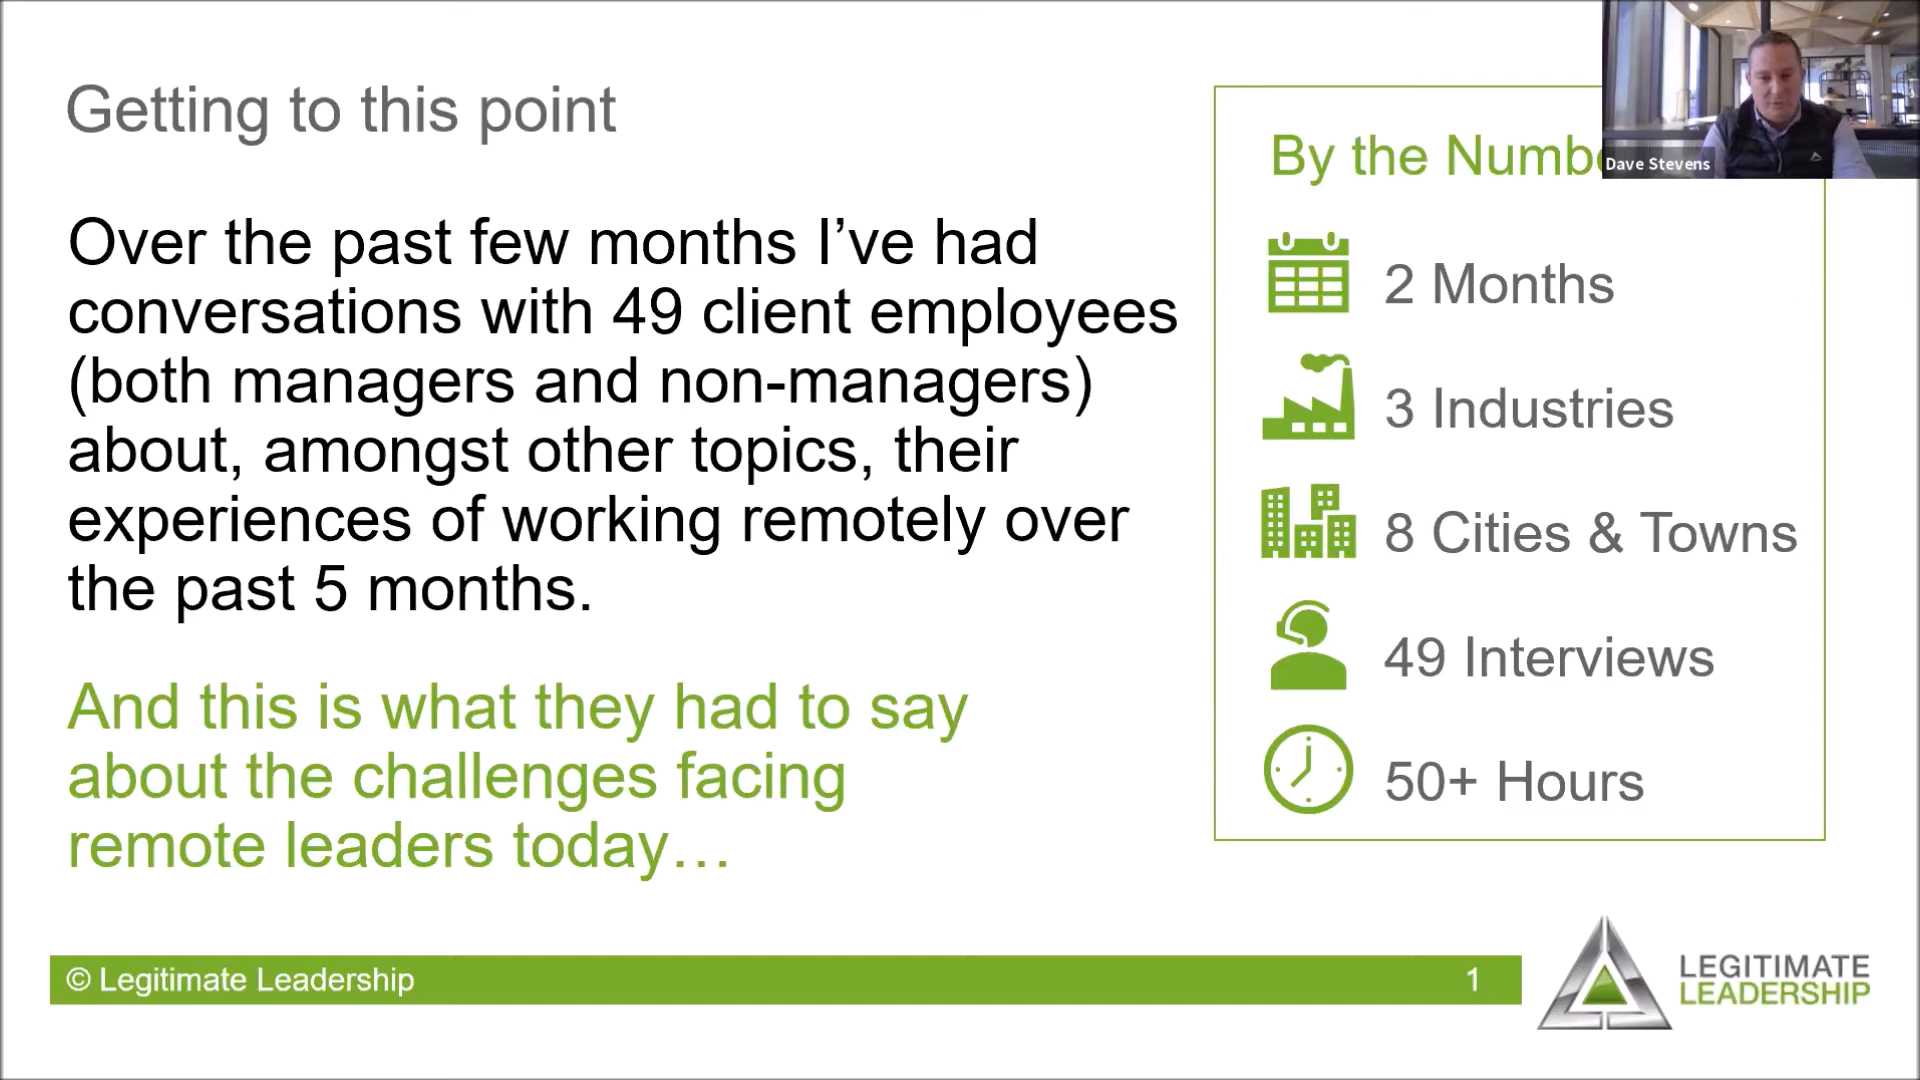 Getting to this point
Over the past few months I’ve had
conversations with 49 client employees
(both managers and non-managers)
about, amongst other topics, their
experiences of working remotely over
the past 5 months.
And this is what they had to say
about the challenges facing
remote leaders today…
By the Numbe
2 Months
3 Industries
8 Cities & Towns
49 Interviews
50+ Hours
Dave Stevens
© Legitimate Leadership
1
LEGITIMATE
LEADERSHIP